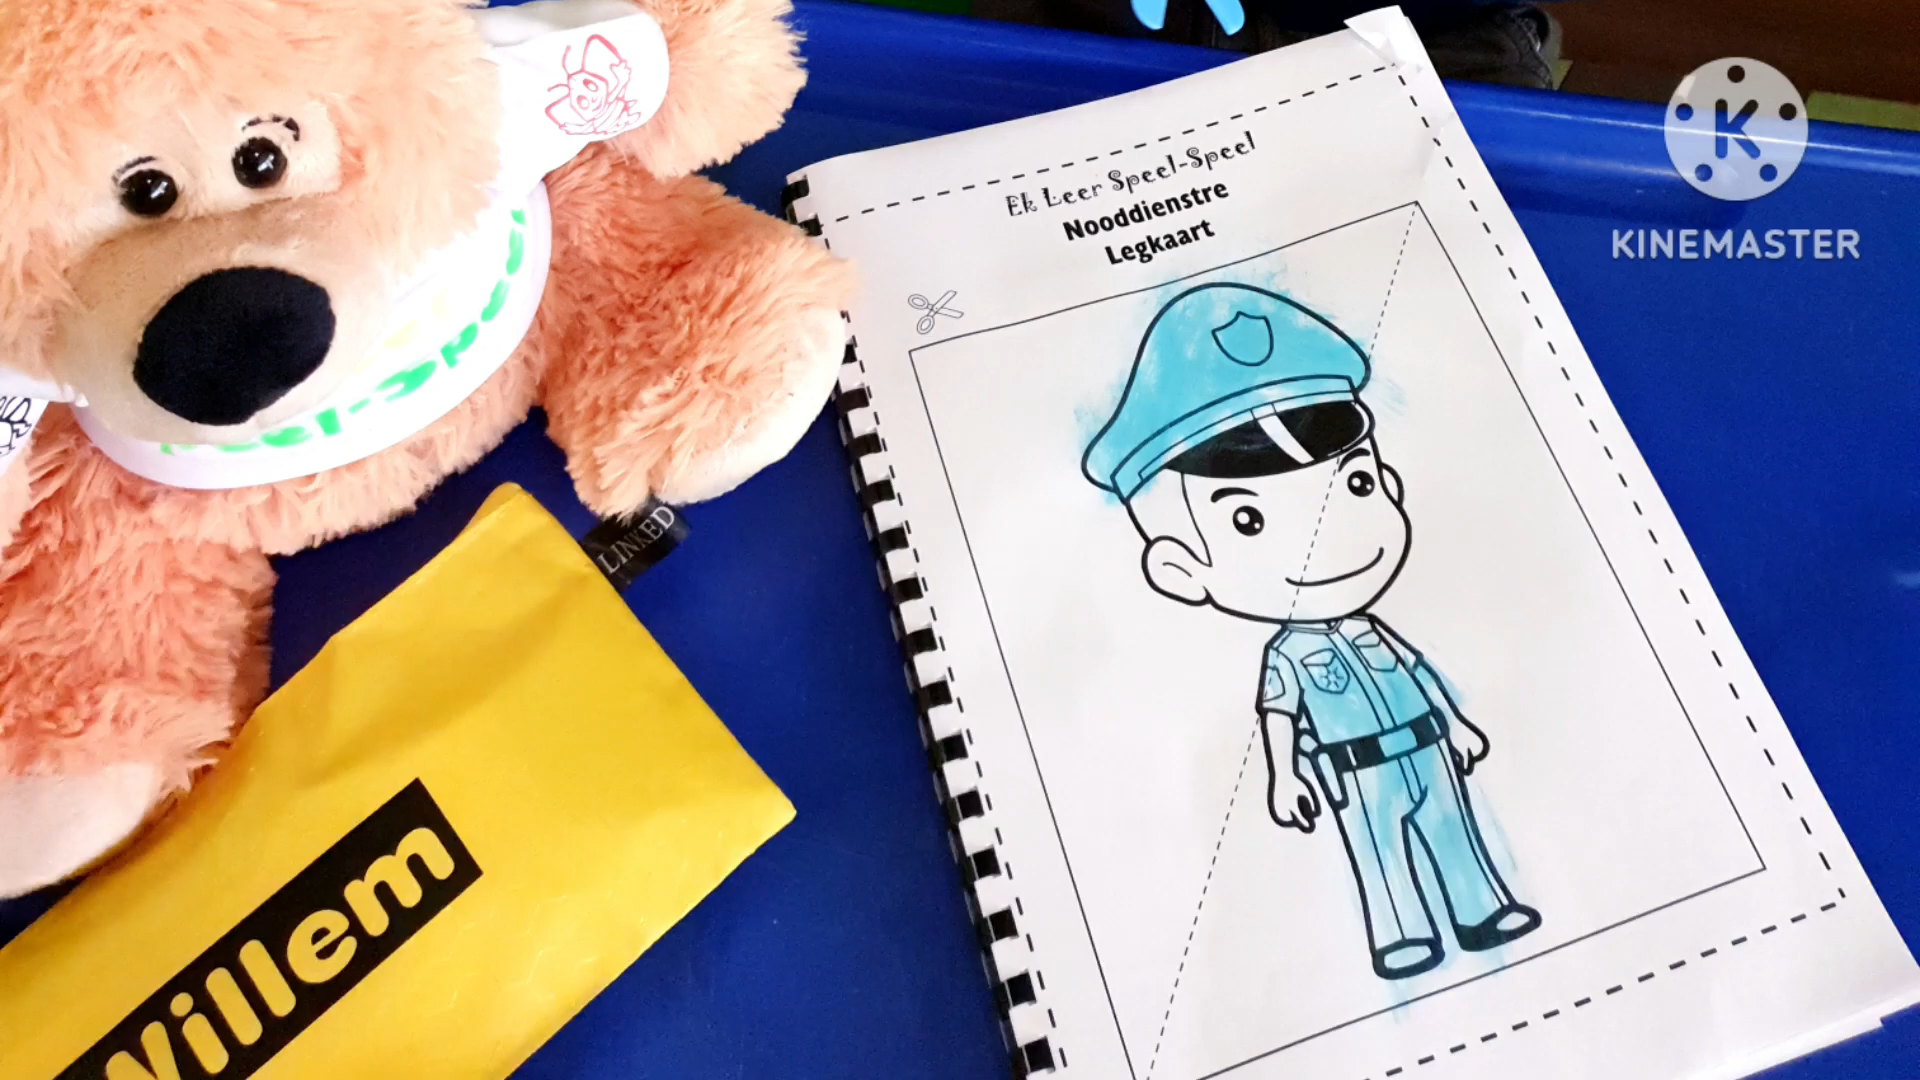 Ek Leer Speel-Speel
Nooddienstre
Legkaart
LINKED
Willem
K
KINEMASTER